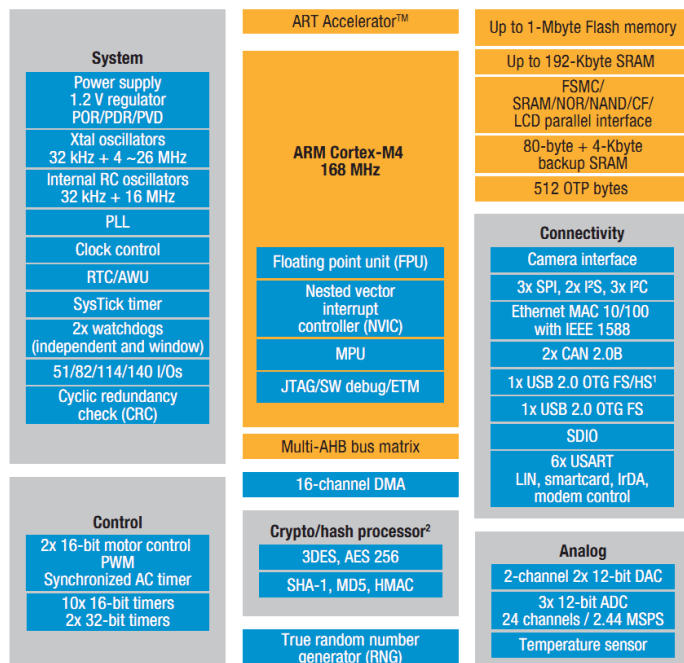 System
Power supply
1.2 V regulator
POR/PDR/PVD
Xtal oscillators
32 kHz + 4 ~26 MHz
Internal RC oscillators
32 kHz + 16 MHz
PLL
Clock control
RTC/AWU
SysTick timer
2x watchdogs
(independent and window)
51/82/114/140 I/Os
Cyclic redundancy
check (CRC)
Control
2x 16-bit motor control
PWM
Synchronized AC timer
10x 16-bit timers
2x 32-bit timers
ART Accelerator™
ARM Cortex-M4
168 MHz
Floating point unit (FPU)
Nested vector
interrupt
controller (NVIC)
MPU
JTAG/SW debug/ETM
Multi-AHB bus matrix
16-channel DMA
Crypto/hash processor²
3DES, AES 256
SHA-1, MD5, HMAC
True random number
generator (RNG)
Up to 1-Mbyte Flash memory
Up to 192-Kbyte SRAM
FSMC/
SRAM/NOR/NAND/CF/
LCD parallel interface
80-byte + 4-Kbyte
backup SRAM
512 OTP bytes
Connectivity
Camera interface
3x SPI, 2x I²S, 3x I²C
Ethernet MAC 10/100
with IEEE 1588
2x CAN 2.0B
1x USB 2.0 OTG FS/HS¹
1x USB 2.0 OTG FS
SDIO
6x USART
LIN, smartcard, IrDA,
modem control
Analog
2-channel 2x 12-bit DAC
3x 12-bit ADC
24 channels / 2.44 MSPS
Temperature sensor